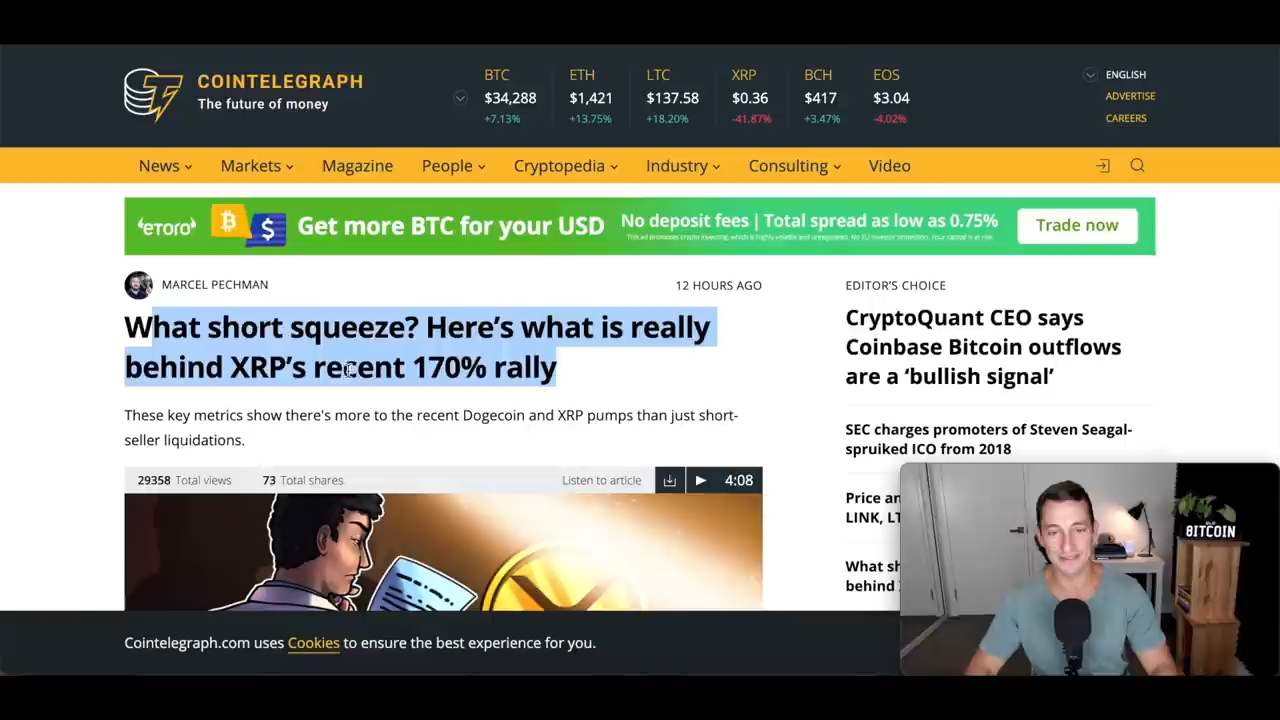 COINTELEGRAPH
The future of money
BTC
$34,288
+7.13%
ETH
$1,421
+13.75%
LTC
$137.58
+18.20%
XRP
$0.36
-41.87%
BCH
$417
+3.47%
EOS
$3.04
-4.02%
ENGLISH
ADVERTISE
CAREERS
News
Markets
Magazine
People
Cryptopedia
Industry
Consulting
Video
eToro
Get more BTC for your USD
No deposit fees | Total spread as low as 0.75%
Trade now
MARCEL PECHMAN
12 HOURS AGO
What short squeeze? Here's what is really
behind XRP's recent 170% rally
These key metrics show there's more to the recent Dogecoin and XRP pumps than just short-
seller liquidations.
29358 Total views
73 Total shares
Listen to article
4:08
EDITOR'S CHOICE
CryptoQuant CEO says
Coinbase Bitcoin outflows
are a 'bullish signal'
SEC charges promoters of Steven Seagal-
spruiked ICO from 2018
Price
LINK,
What
behind
BITCOIN
Cointelegraph.com uses Cookies to ensure the best experience for you.